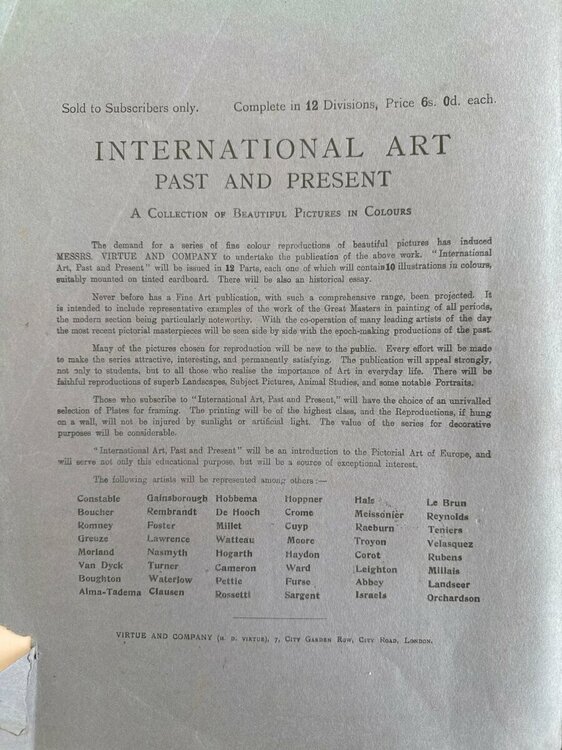 Sold to Subscribers only. Complete in 12 Divisions, Price 6s. 0d. each.
INTERNATIONAL ART
PAST AND PRESENT
A Collection of Beautiful Pictures in Colours
The demand for a series of fine colour reproductions of beautiful pictures has induced
MESSRS. VIRTUE AND COMPANY to undertake the publication of the above work. "International
Art, Past and Present" will be issued in 12 Parts, each one of which will contain 10 illustrations in colours,
suitably mounted on tinted cardboard. There will be also an historical essay.
Never before has a Fine Art publication, with such a comprehensive range, been projected. It
is intended to include representative examples of the work of the Great Masters in painting of all periods,
the modern section being particularly noteworthy. With the co-operation of many leading artists of the day
the most recent pictorial masterpieces will be seen side by side with the epoch-making productions of the past.
Many of the pictures chosen for reproduction will be new to the public. Every effort will be made
to make the series attractive, interesting, and permanently satisfying. The publication will appeal strongly,
not only to students, but to all those who realise the importance of Art in everyday life. There will be
faithful reproductions of superb Landscapes, Subject Pictures, Animal Studies, and some notable Portraits.
Those who subscribe to "International Art, Past and Present," will have the choice of an unrivalled
selection of Plates for framing. The printing will be of the highest class, and the Reproductions, if hung
on a wall, will not be injured by sunlight or artificial light. The value of the series for decorative
purposes will be considerable.
"International Art, Past and Present" will be an introduction to the Pictorial Art of Europe, and
will serve not only this educational purpose, but will be a source of exceptional interest.
The following artists will be represented among others :—
Constable Gainsborough Hobbema Hoppner Hals Le Brun
Boucher Rembrandt De Hooch Crome Meissonier Reynolds
Romney Foster Millet Cuyp Raeburn Teniers
Greuze Lawrence Watteau Moore Troyon Velasquez
Morland Nasmyth Hogarth Haydon Corot Rubens
Van Dyck Turner Cameron Ward Leighton Millais
Boughton Waterlow Pettie Furse Abbey Landseer
Alma-Tadema Clausen Rossetti Sargent Israels Orchardson
VIRTUE AND COMPANY (H. D. VIRTUE), 7, City Garden Row, City Road, London.